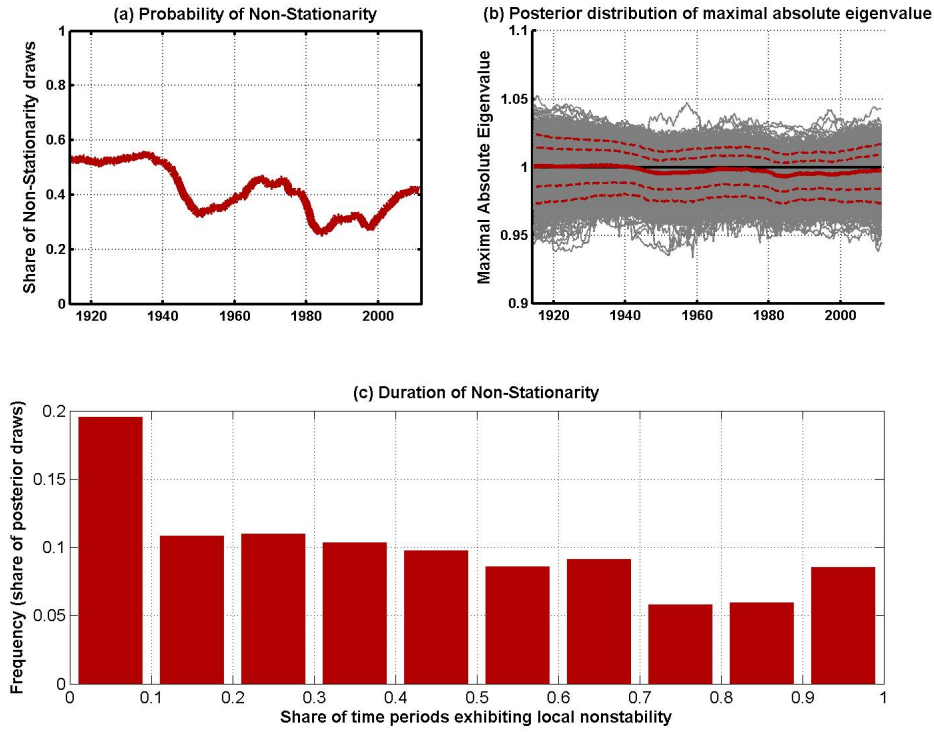 (a) Probability of Non-Stationarity
Share of Non-Stationarity draws
1
0.8
0.6
0.4
0.2
0
1920 1940 1960 1980 2000
(b) Posterior distribution of maximal absolute eigenvalue
Maximal Absolute Eigenvalue
1.1
1.05
1
0.95
0.9
1920 1940 1960 1980 2000
(c) Duration of Non-Stationarity
Frequency (share of posterior draws)
0.2
0.15
0.1
0.05
0
0 0.1 0.2 0.3 0.4 0.5 0.6 0.7 0.8 0.9 1
Share of time periods exhibiting local nonstability